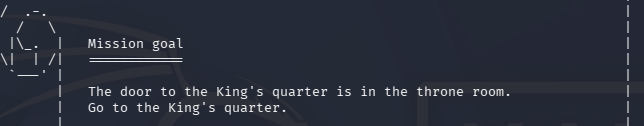 Mission goal
============
The door to the King's quarter is in the throne room.
Go to the King's quarter.